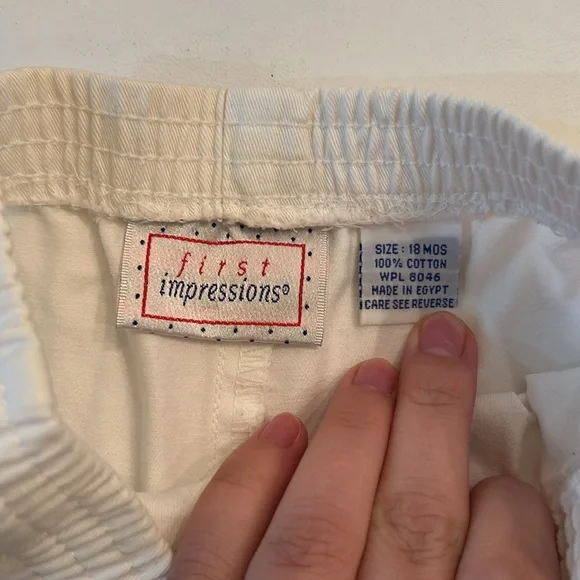 first
impressions®
SIZE: 18 MOS
100% COTTON
WPL 8046
MADE IN EGYPT
CARE SEE REVERSE